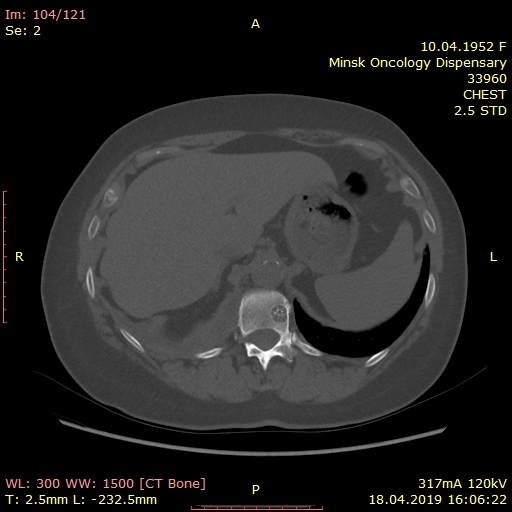 Im: 104/121
Se: 2
A
10.04.1952 F
Minsk Oncology Dispensary
33960
CHEST
2.5 STD
R
L
WL: 300 WW: 1500 [CT Bone]
T: 2.5mm L: -232.5mm
P
317mA 120kV
18.04.2019 16:06:22